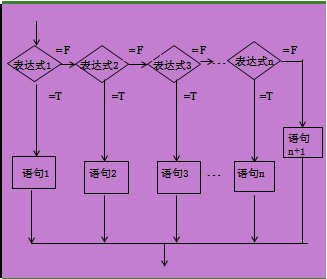 =F =F =F =F
表达式1 表达式2 表达式3 ... 表达式n
=T =T =T =T
语句1 语句2 语句3 ... 语句n
语句
n+1